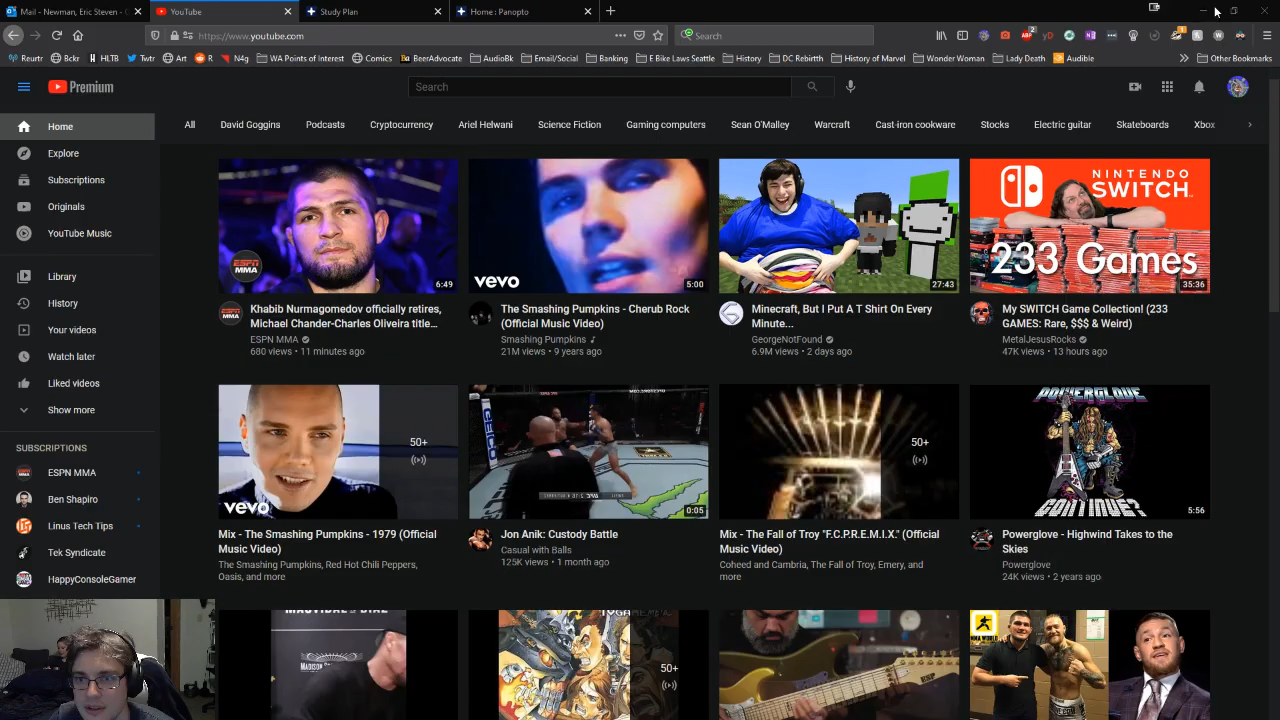 Mail - Newman, Eric Steven -
YouTube
Study Plan
Home : Panopto
https://www.youtube.com
Search
Reurtr
Bckr
HLTB
Twtr
Art
R
N4g
WA Points of Interest
Comics
BeerAdvocate
AudioBk
Email/Social
Banking
E Bike Laws Seattle
History
DC Rebirtth
History of Marvel
Wonder Woman
Lady Death
Audible
Other Bookmarks
Premium
Search
Home
Explore
Subscriptions
Originals
YouTube Music
Library
History
Your videos
Watch later
Liked videos
Show more
SUBSCRIPTIONS
ESPN MMA
Ben Shapiro
Linus Tech Tips
Tek Syndicate
HappyConsoleGamer
All
David Goggins
Podcasts
Cryptocurrency
Ariel Helwani
Science Fiction
Gaming computers
Sean O'Malley
Warcraft
Cast-iron cookware
Stocks
Electric guitar
Skateboards
Xbox
ESPN
MMA
6:49
Khabib Nurmagomedov officially retires,
Michael Chander-Charles Oliveira title...
ESPN MMA
680 views • 11 minutes ago
vevo
5:00
The Smashing Pumpkins - Cherub Rock
(Official Music Video)
Smashing Pumpkins
21M views • 9 years ago
27:43
Minecraft, But I Put A T Shirt On Every
Minute...
GeorgeNotFound
6.9M views • 2 days ago
NINTENDO
SWITCH
233 Games
35:36
My SWITCH Game Collection! (233
GAMES: Rare, $$$ & Weird)
MetalJesusRocks
47K views • 13 hours ago
50+
vevo
Mix - The Smashing Pumpkins - 1979 (Official
Music Video)
The Smashing Pumpkins, Red Hot Chili Peppers,
Oasis, and more
GEICO
0:05
Jon Anik: Custody Battle
Casual with Balls
125K views • 1 month ago
50+
Mix - The Fall of Troy "F.C.P.R.E.M.I.X." (Official
Music Video)
Coheed and Cambria, The Fall of Troy, Emery, and
more
POWERGLOVE
CONTINUE?
5:56
Powerglove - Highwind Takes to the
Skies
Powerglove
24K views • 2 years ago
50+
MMA WORLD